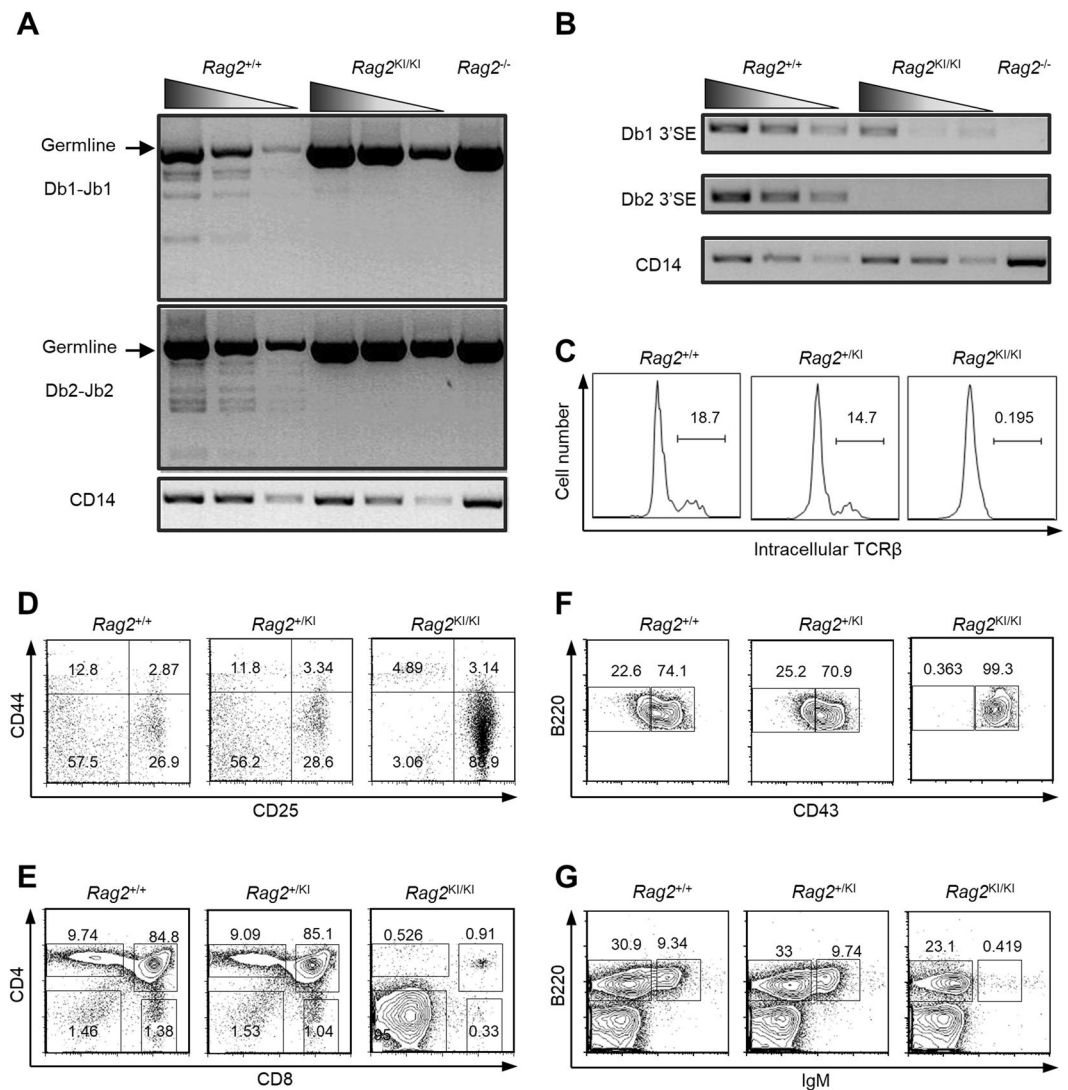 A
Rag2+/+ Rag2KI/KI Rag2-/-
Germline
Db1-Jb1
Germline
Db2-Jb2
CD14
B
Rag2+/+ Rag2KI/KI Rag2-/-
Db1 3'SE
Db2 3'SE
CD14
C
Rag2+/+ Rag2+/KI Rag2KI/KI
18.7 14.7 0.195
Cell number
Intracellular TCRβ
D
Rag2+/+ Rag2+/KI Rag2KI/KI
12.8 2.87 11.8 3.34 4.89 3.14
57.5 26.9 56.2 28.6 3.06 88.9
CD44
CD25
F
Rag2+/+ Rag2+/KI Rag2KI/KI
22.6 74.1 25.2 70.9 0.363 99.3
B220
CD43
E
Rag2+/+ Rag2+/KI Rag2KI/KI
9.74 84.8 9.09 85.1 0.526 0.91
1.46 1.38 1.53 1.04 95 0.33
CD4
CD8
G
Rag2+/+ Rag2+/KI Rag2KI/KI
30.9 9.34 33 9.74 23.1 0.419
B220
IgM